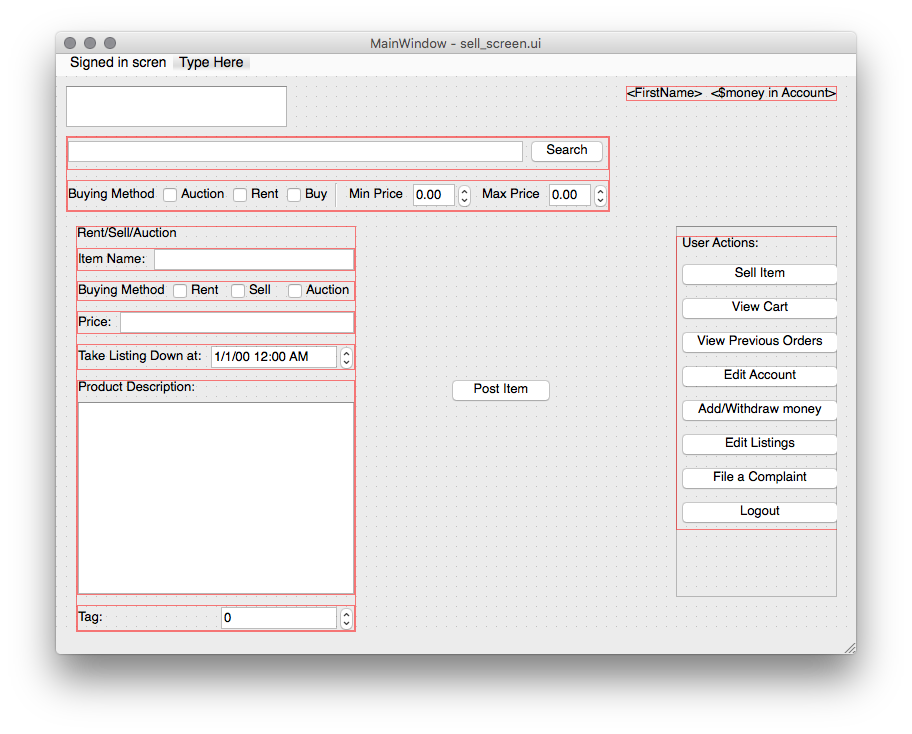 MainWindow - sell_screen.ui
Signed in scren Type Here
<FirstName> <$money in Account>
Search
Buying Method Auction Rent Buy Min Price 0.00 Max Price 0.00
Rent/Sell/Auction
Item Name:
Buying Method Rent Sell Auction
Price:
Take Listing Down at: 1/1/00 12:00 AM
Product Description:
Tag: 0
Post Item
User Actions:
Sell Item
View Cart
View Previous Orders
Edit Account
Add/Withdraw money
Edit Listings
File a Complaint
Logout